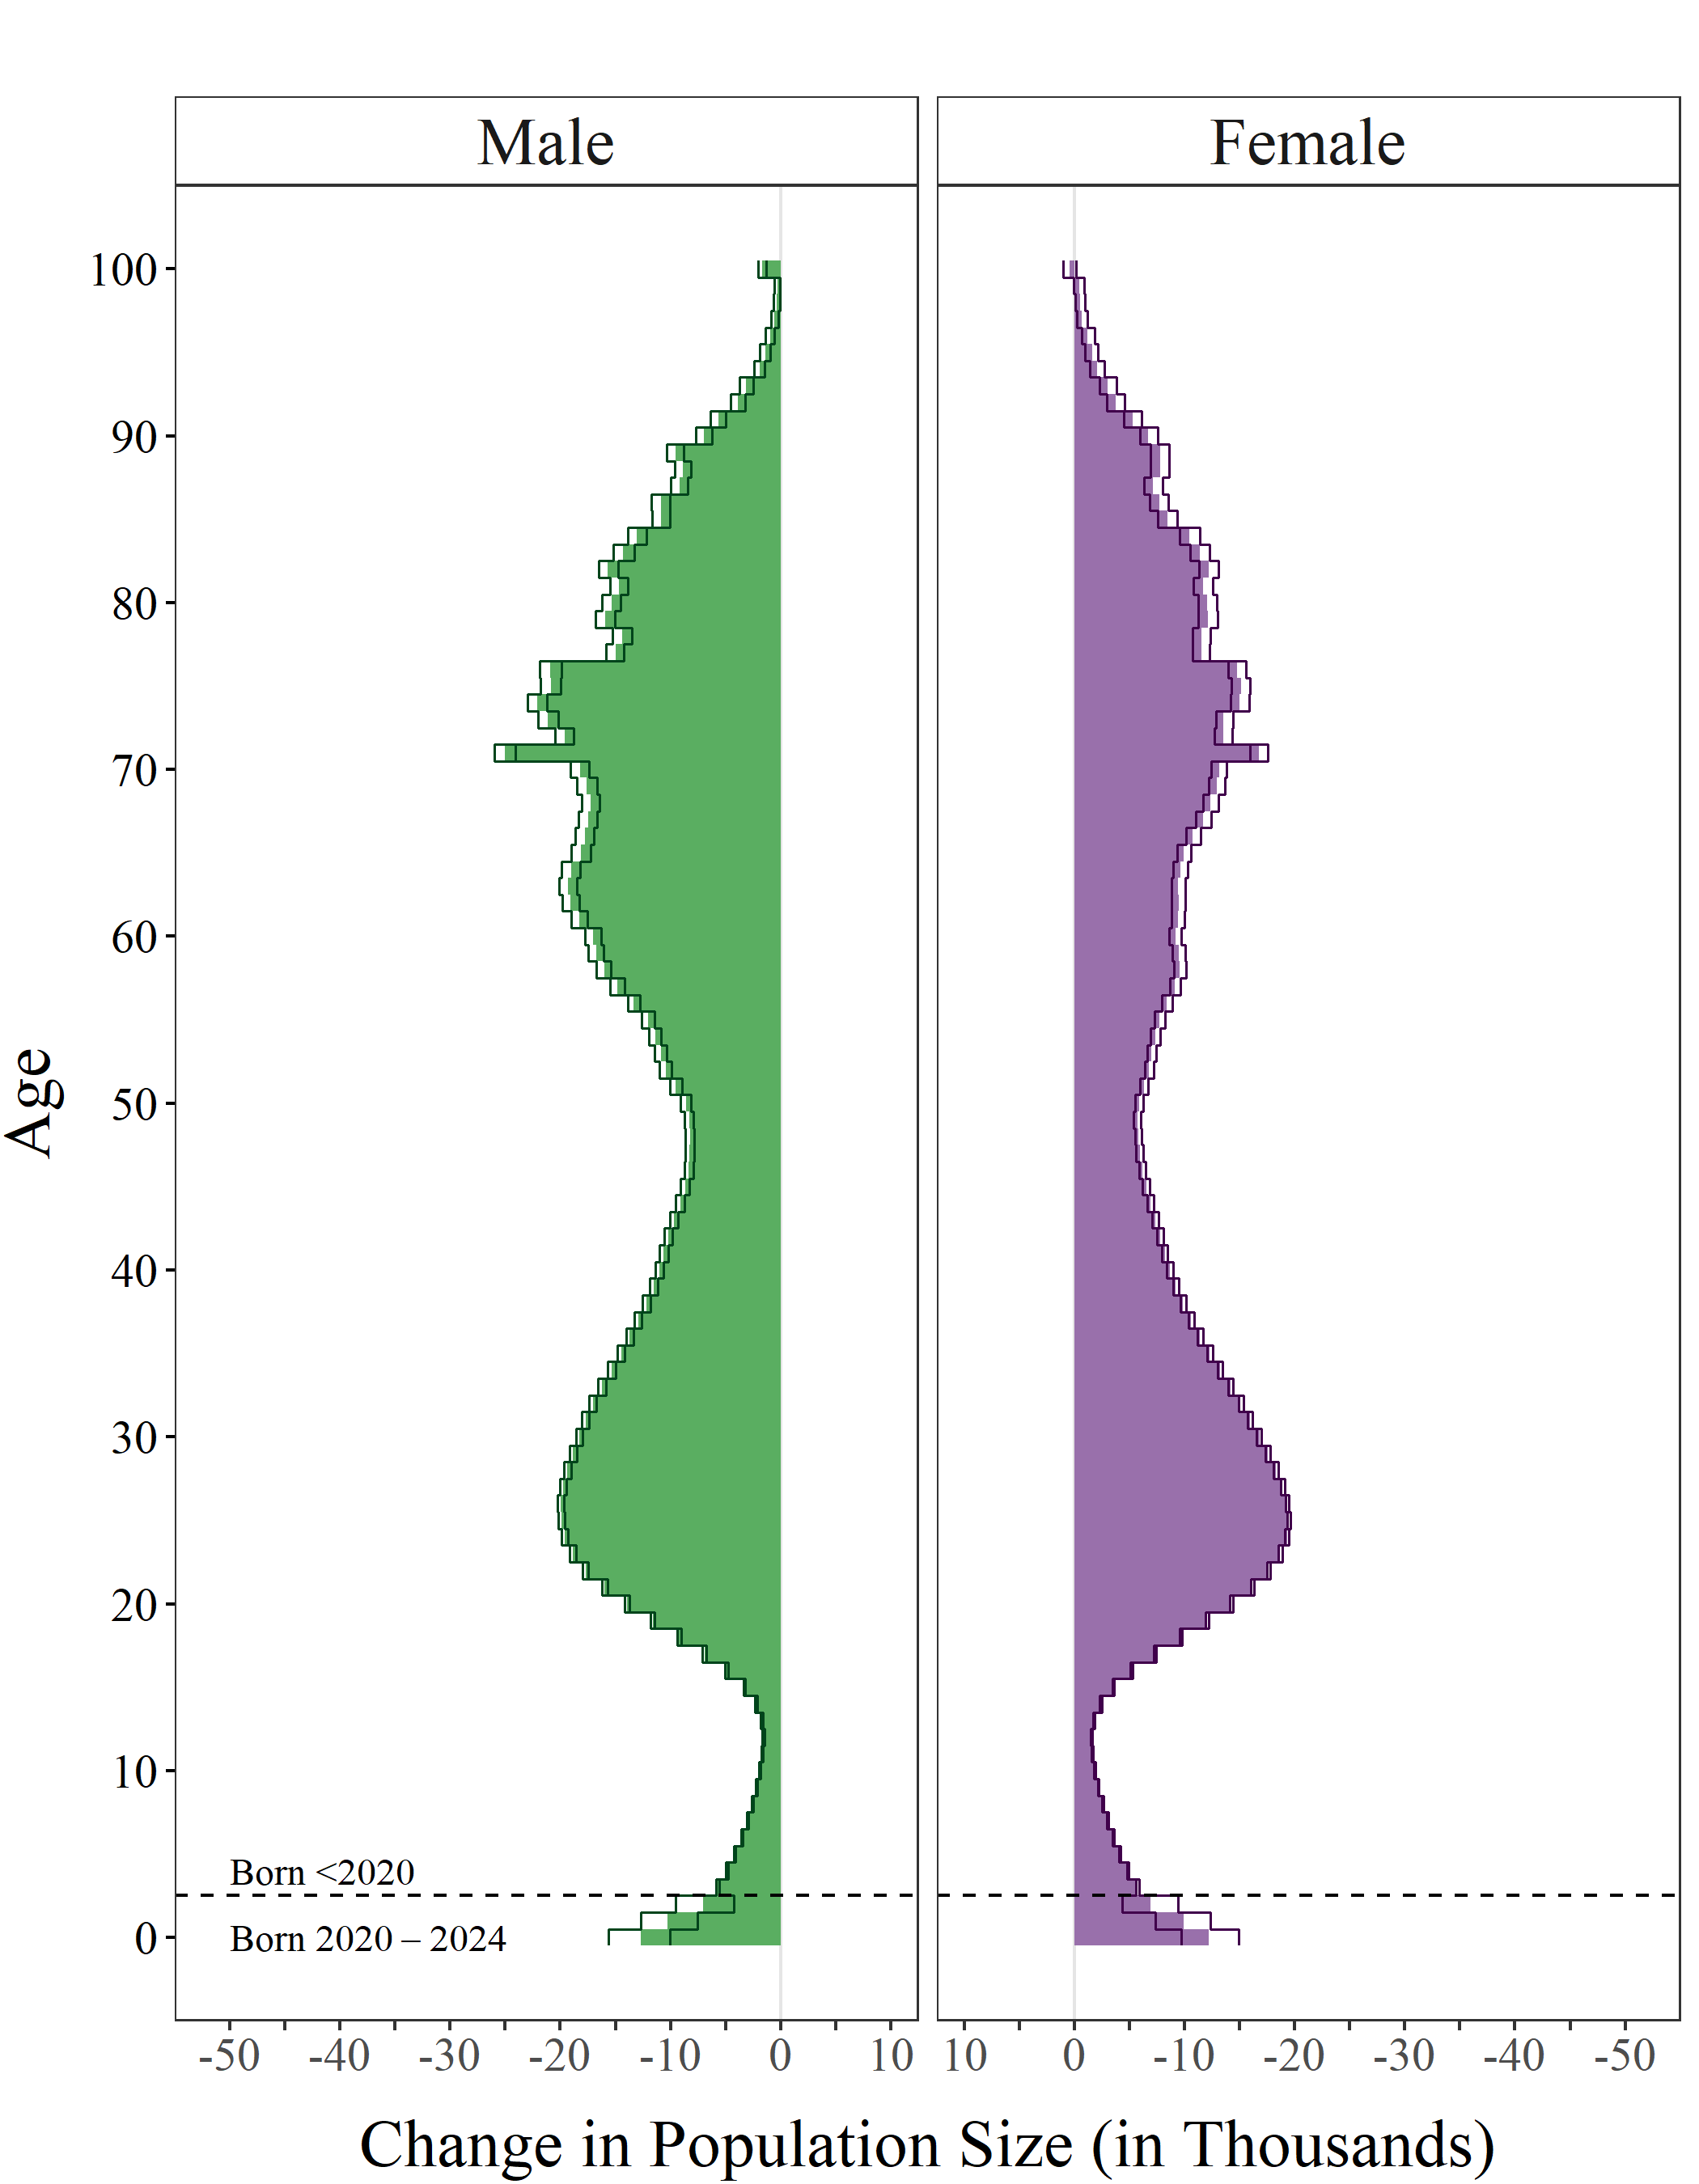 Male Female
100
90
80
70
60
50
40
30
20
10
0
Age
Born <2020
Born 2020 – 2024
-50 -40 -30 -20 -10 0 10 10 0 -10 -20 -30 -40 -50
Change in Population Size (in Thousands)